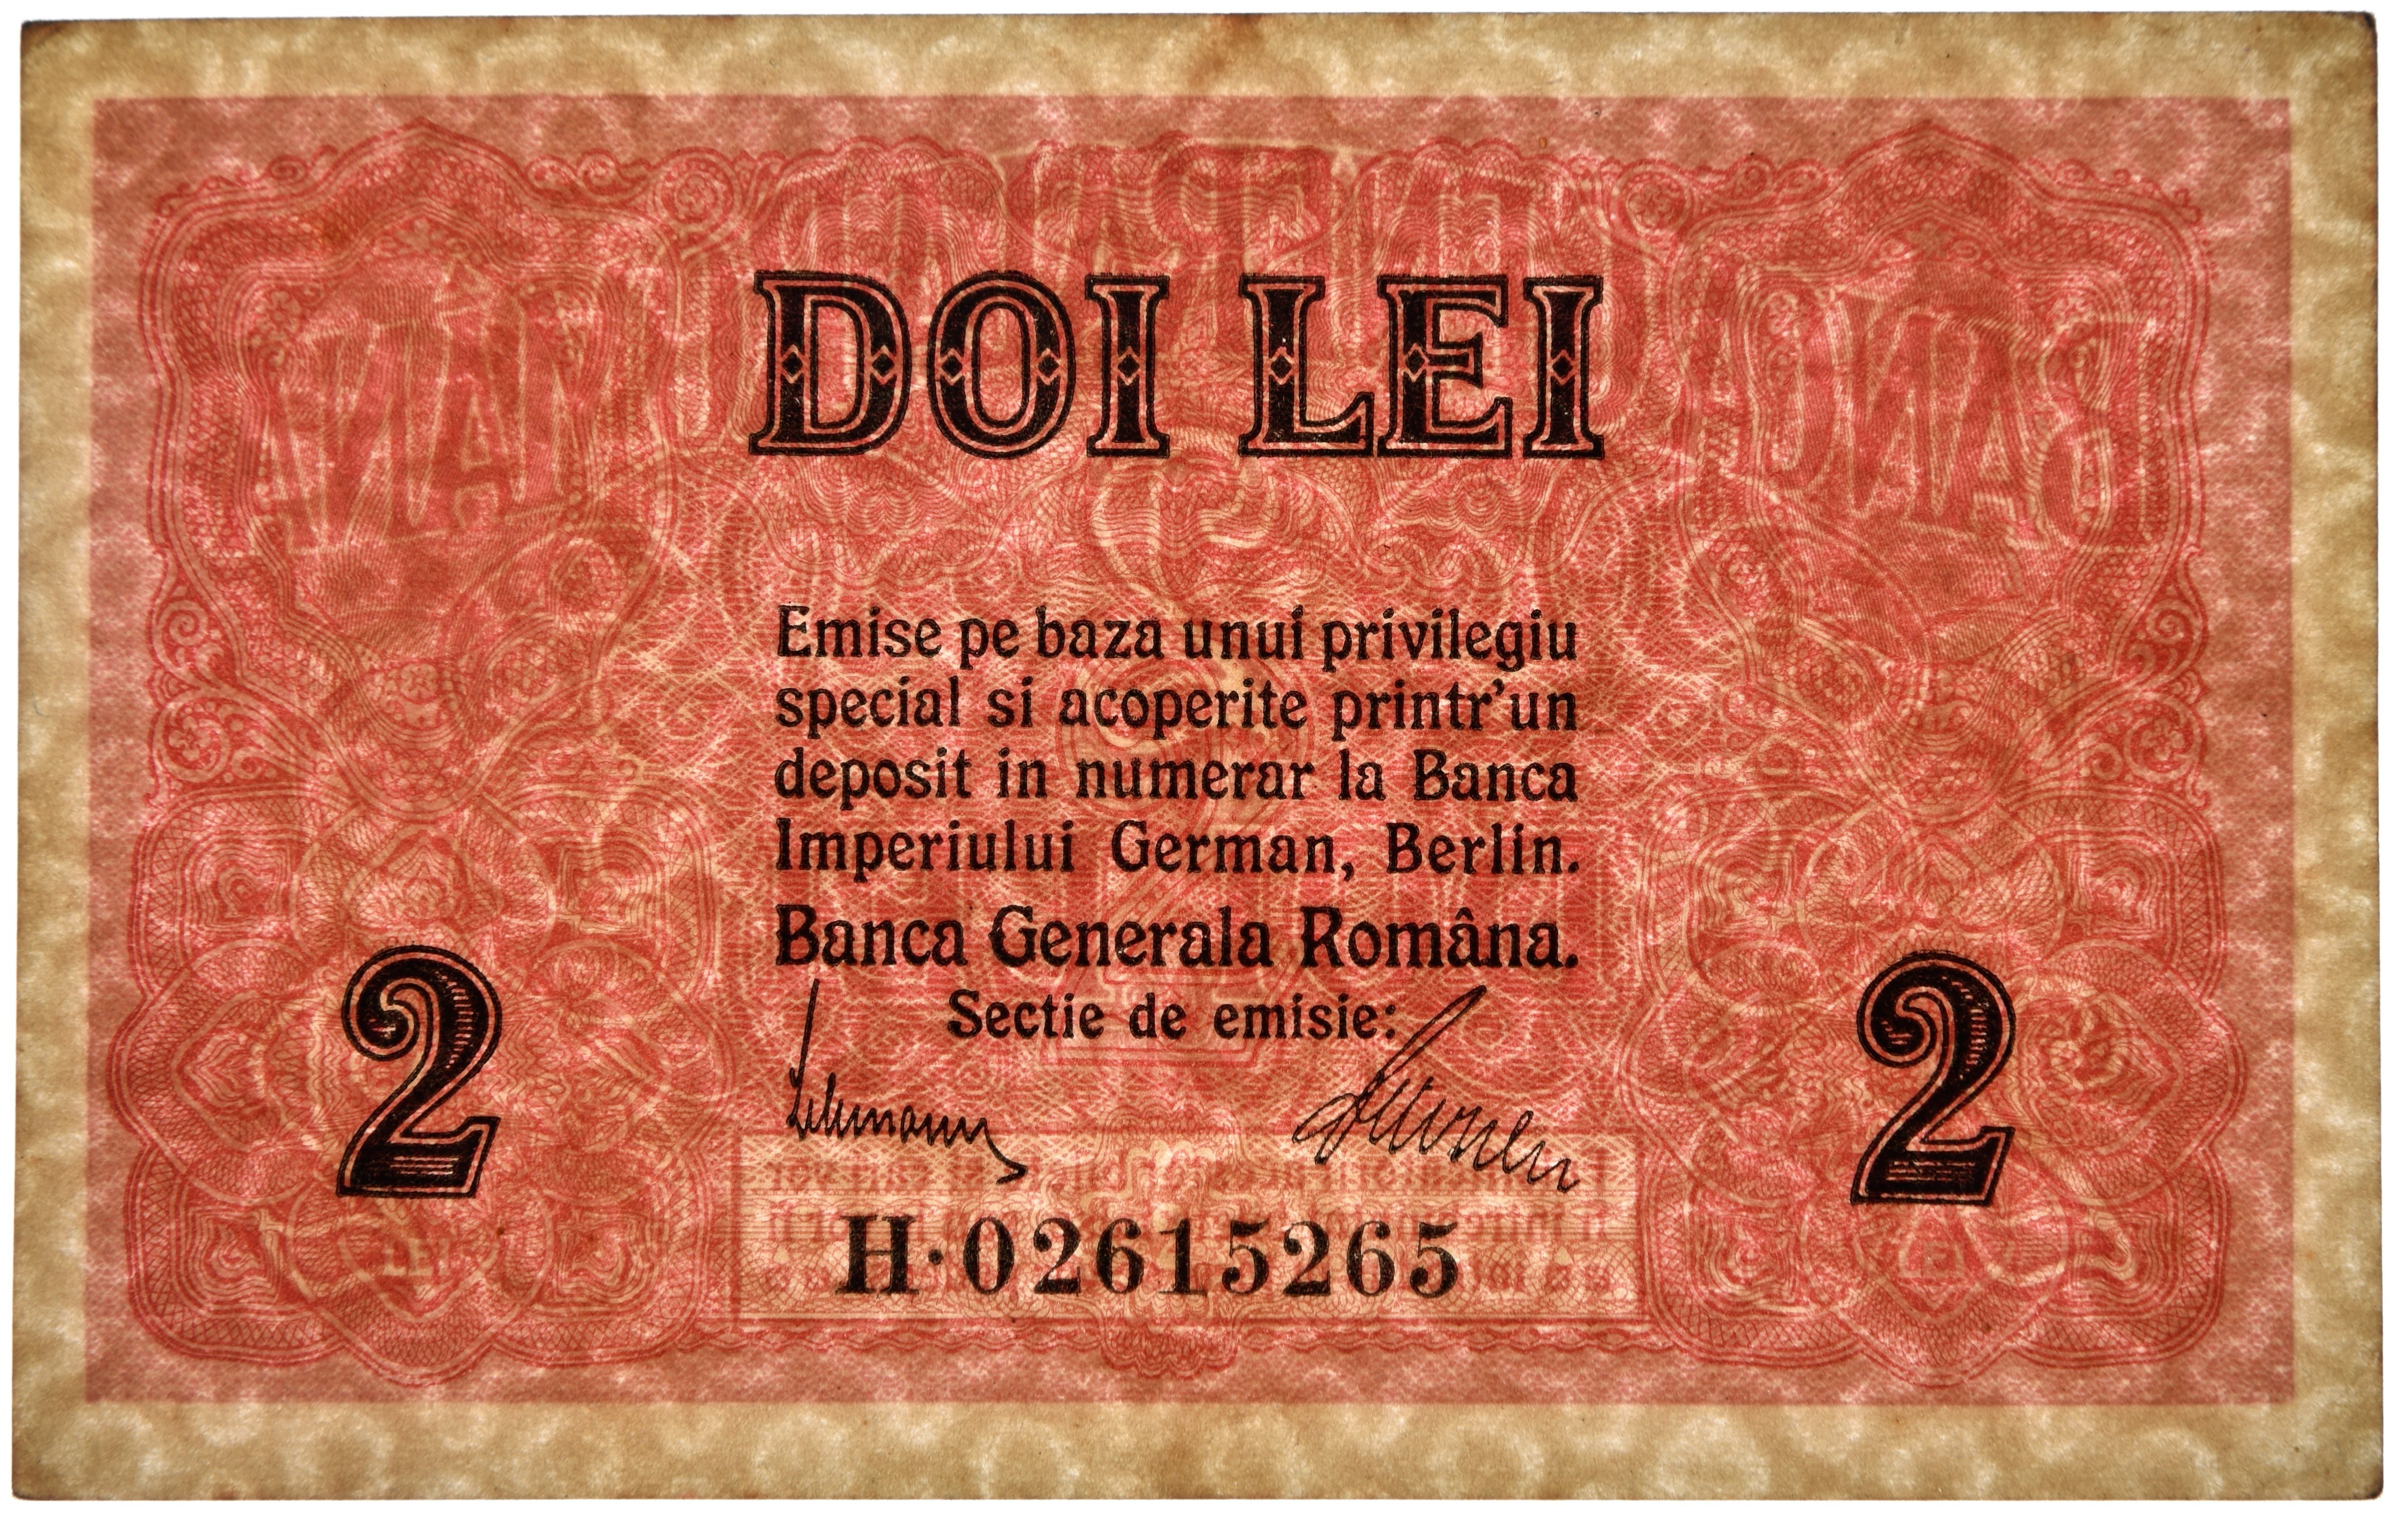 DOI LEI
Emise pe baza unui privilegiu
special si acoperite printr'un
deposit in numerar la Banca
Imperiului German, Berlin.
Banca Generala Româna.
Sectie de emisie:
2
2
H·02615265